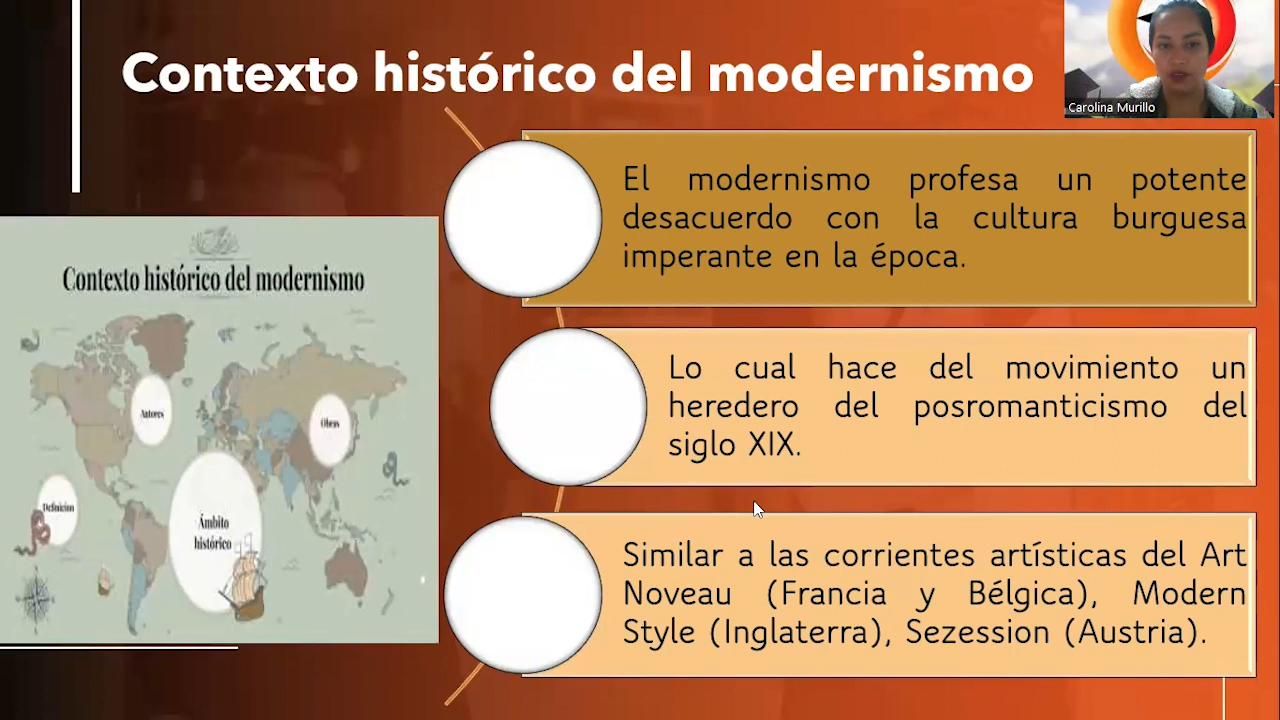 Contexto histórico del modernismo
Carolina Murillo
El modernismo profesa un potente
desacuerdo con la cultura burguesa
imperante en la época.
Lo cual hace del movimiento un
heredero del posromanticismo del
siglo XIX.
Similar a las corrientes artísticas del Art
Noveau (Francia y Bélgica), Modern
Style (Inglaterra), Sezession (Austria).
Contexto histórico del modernismo
Autores
Obras
Definicion
Ámbito
histórico